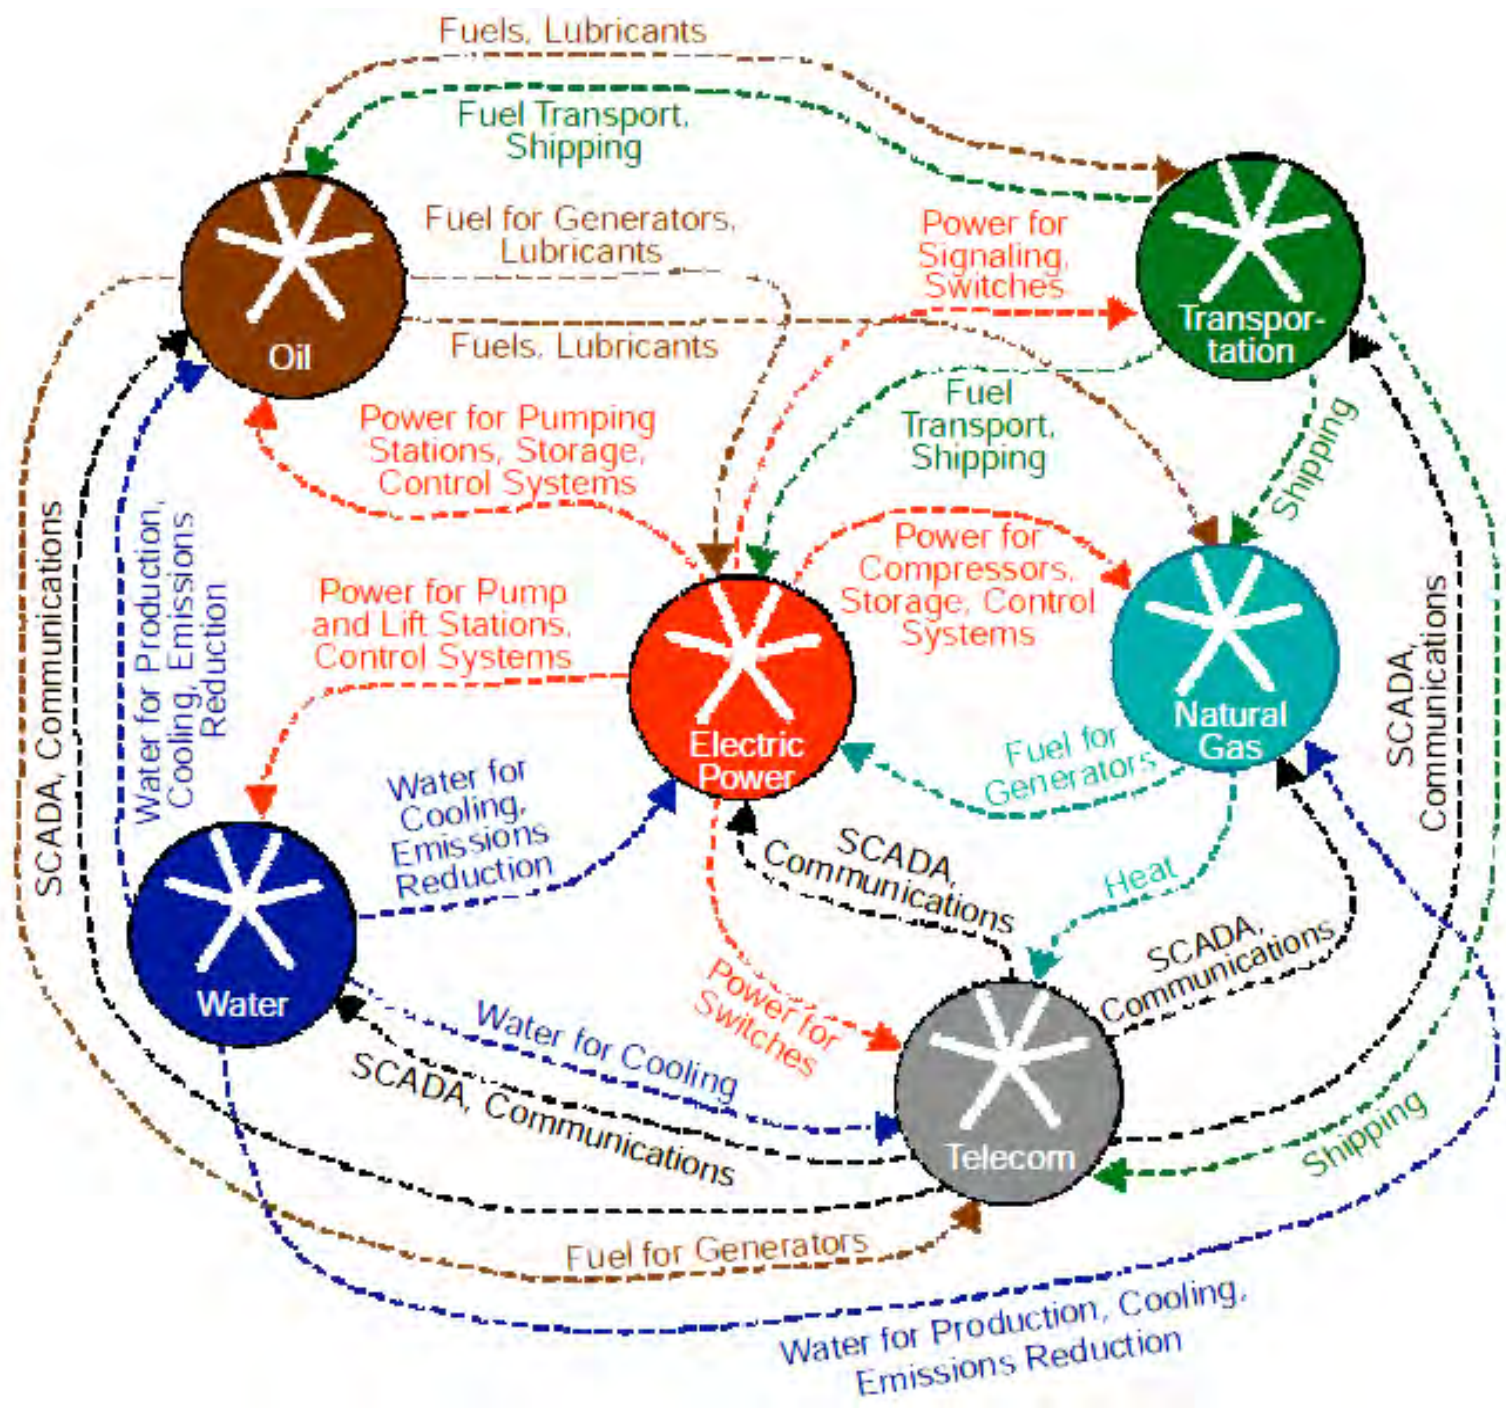 Fuels, Lubricants
Fuel Transport,
Shipping
Fuel for Generators,
Lubricants
Power for
Signaling,
Switches
Oil
Fuels, Lubricants
Transpor-
tation
Power for Pumping
Stations, Storage,
Control Systems
Fuel
Transport,
Shipping
Shipping
SCADA, Communications
Water for Production,
Cooling, Emissions
Reduction
Power for Pump
and Lift Stations,
Control Systems
Power for
Compressors,
Storage, Control
Systems
SCADA,
Communications
Electric
Power
Natural
Gas
Fuel for
Generators
Water for
Cooling,
Emissions
Reduction
SCADA,
Communications
Heat
SCADA,
Communications
Water
Power for
Switches
Water for Cooling
SCADA, Communications
Telecom
Shipping
Fuel for Generators
Water for Production, Cooling,
Emissions Reduction